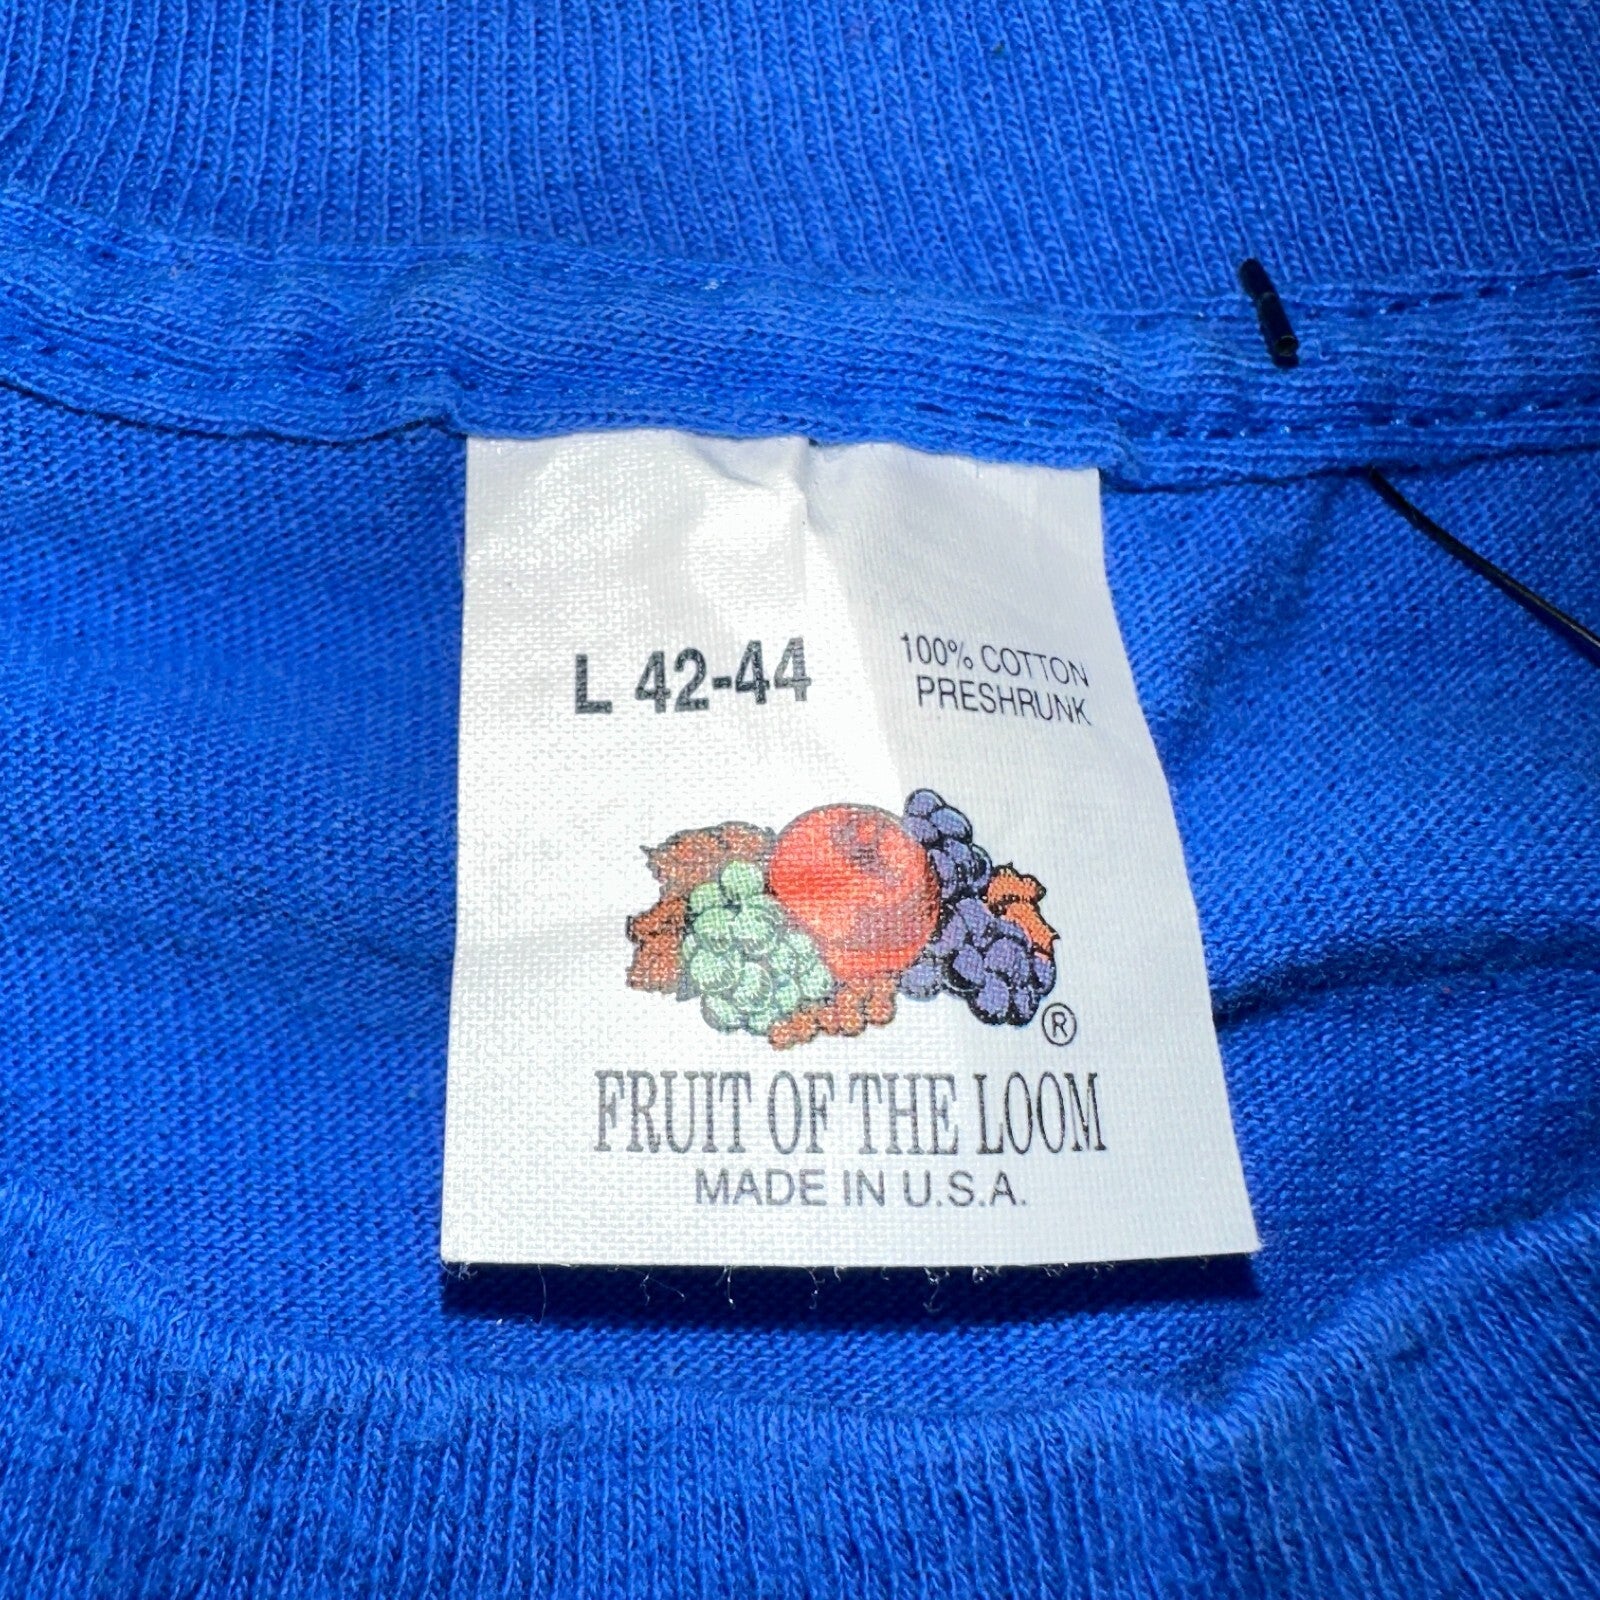 L 42-44
100% COTTON
PRESHRUNK
®
FRUIT OF THE LOOM
MADE IN U.S.A.